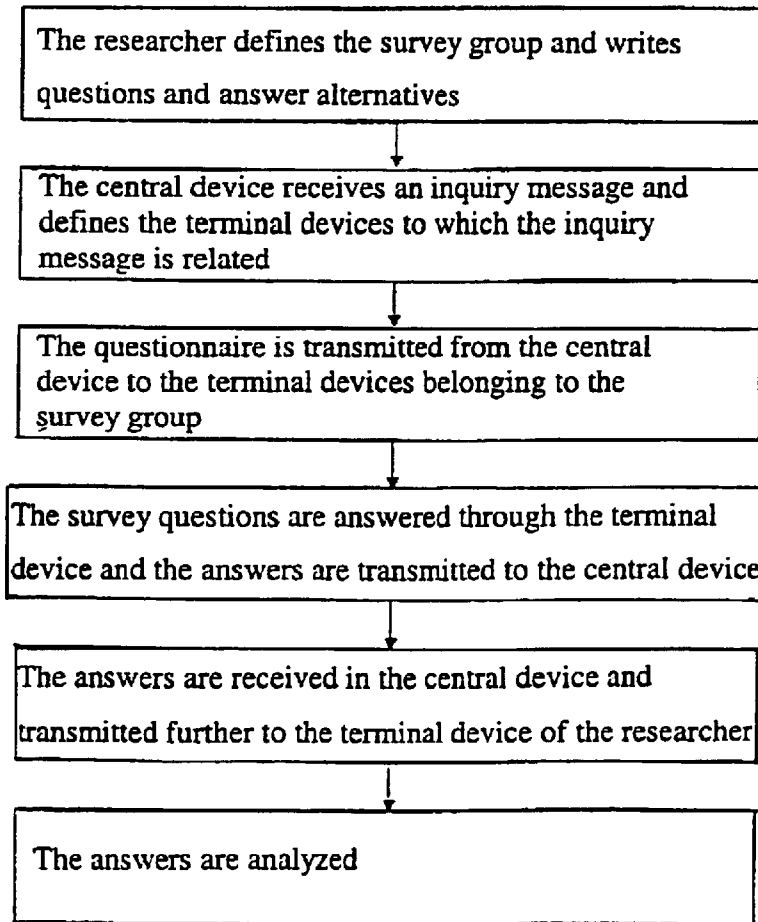 The researcher defines the survey group and writes
questions and answer alternatives
The central device receives an inquiry message and
defines the terminal devices to which the inquiry
message is related
The questionnaire is transmitted from the central
device to the terminal devices belonging to the
survey group
The survey questions are answered through the terminal
device and the answers are transmitted to the central device
The answers are received in the central device and
transmitted further to the terminal device of the researcher
The answers are analyzed